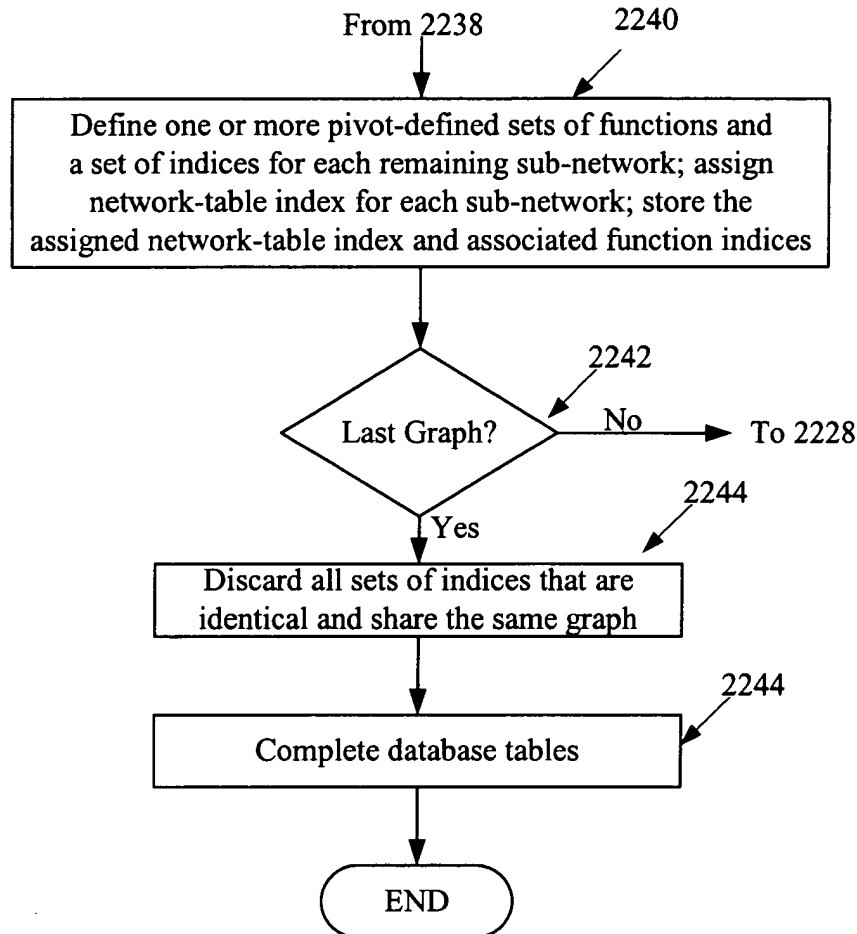 From 2238
2240
Define one or more pivot-defined sets of functions and
a set of indices for each remaining sub-network; assign
network-table index for each sub-network; store the
assigned network-table index and associated function indices
2242
Last Graph?
No
To 2228
Yes
2244
Discard all sets of indices that are
identical and share the same graph
2244
Complete database tables
END